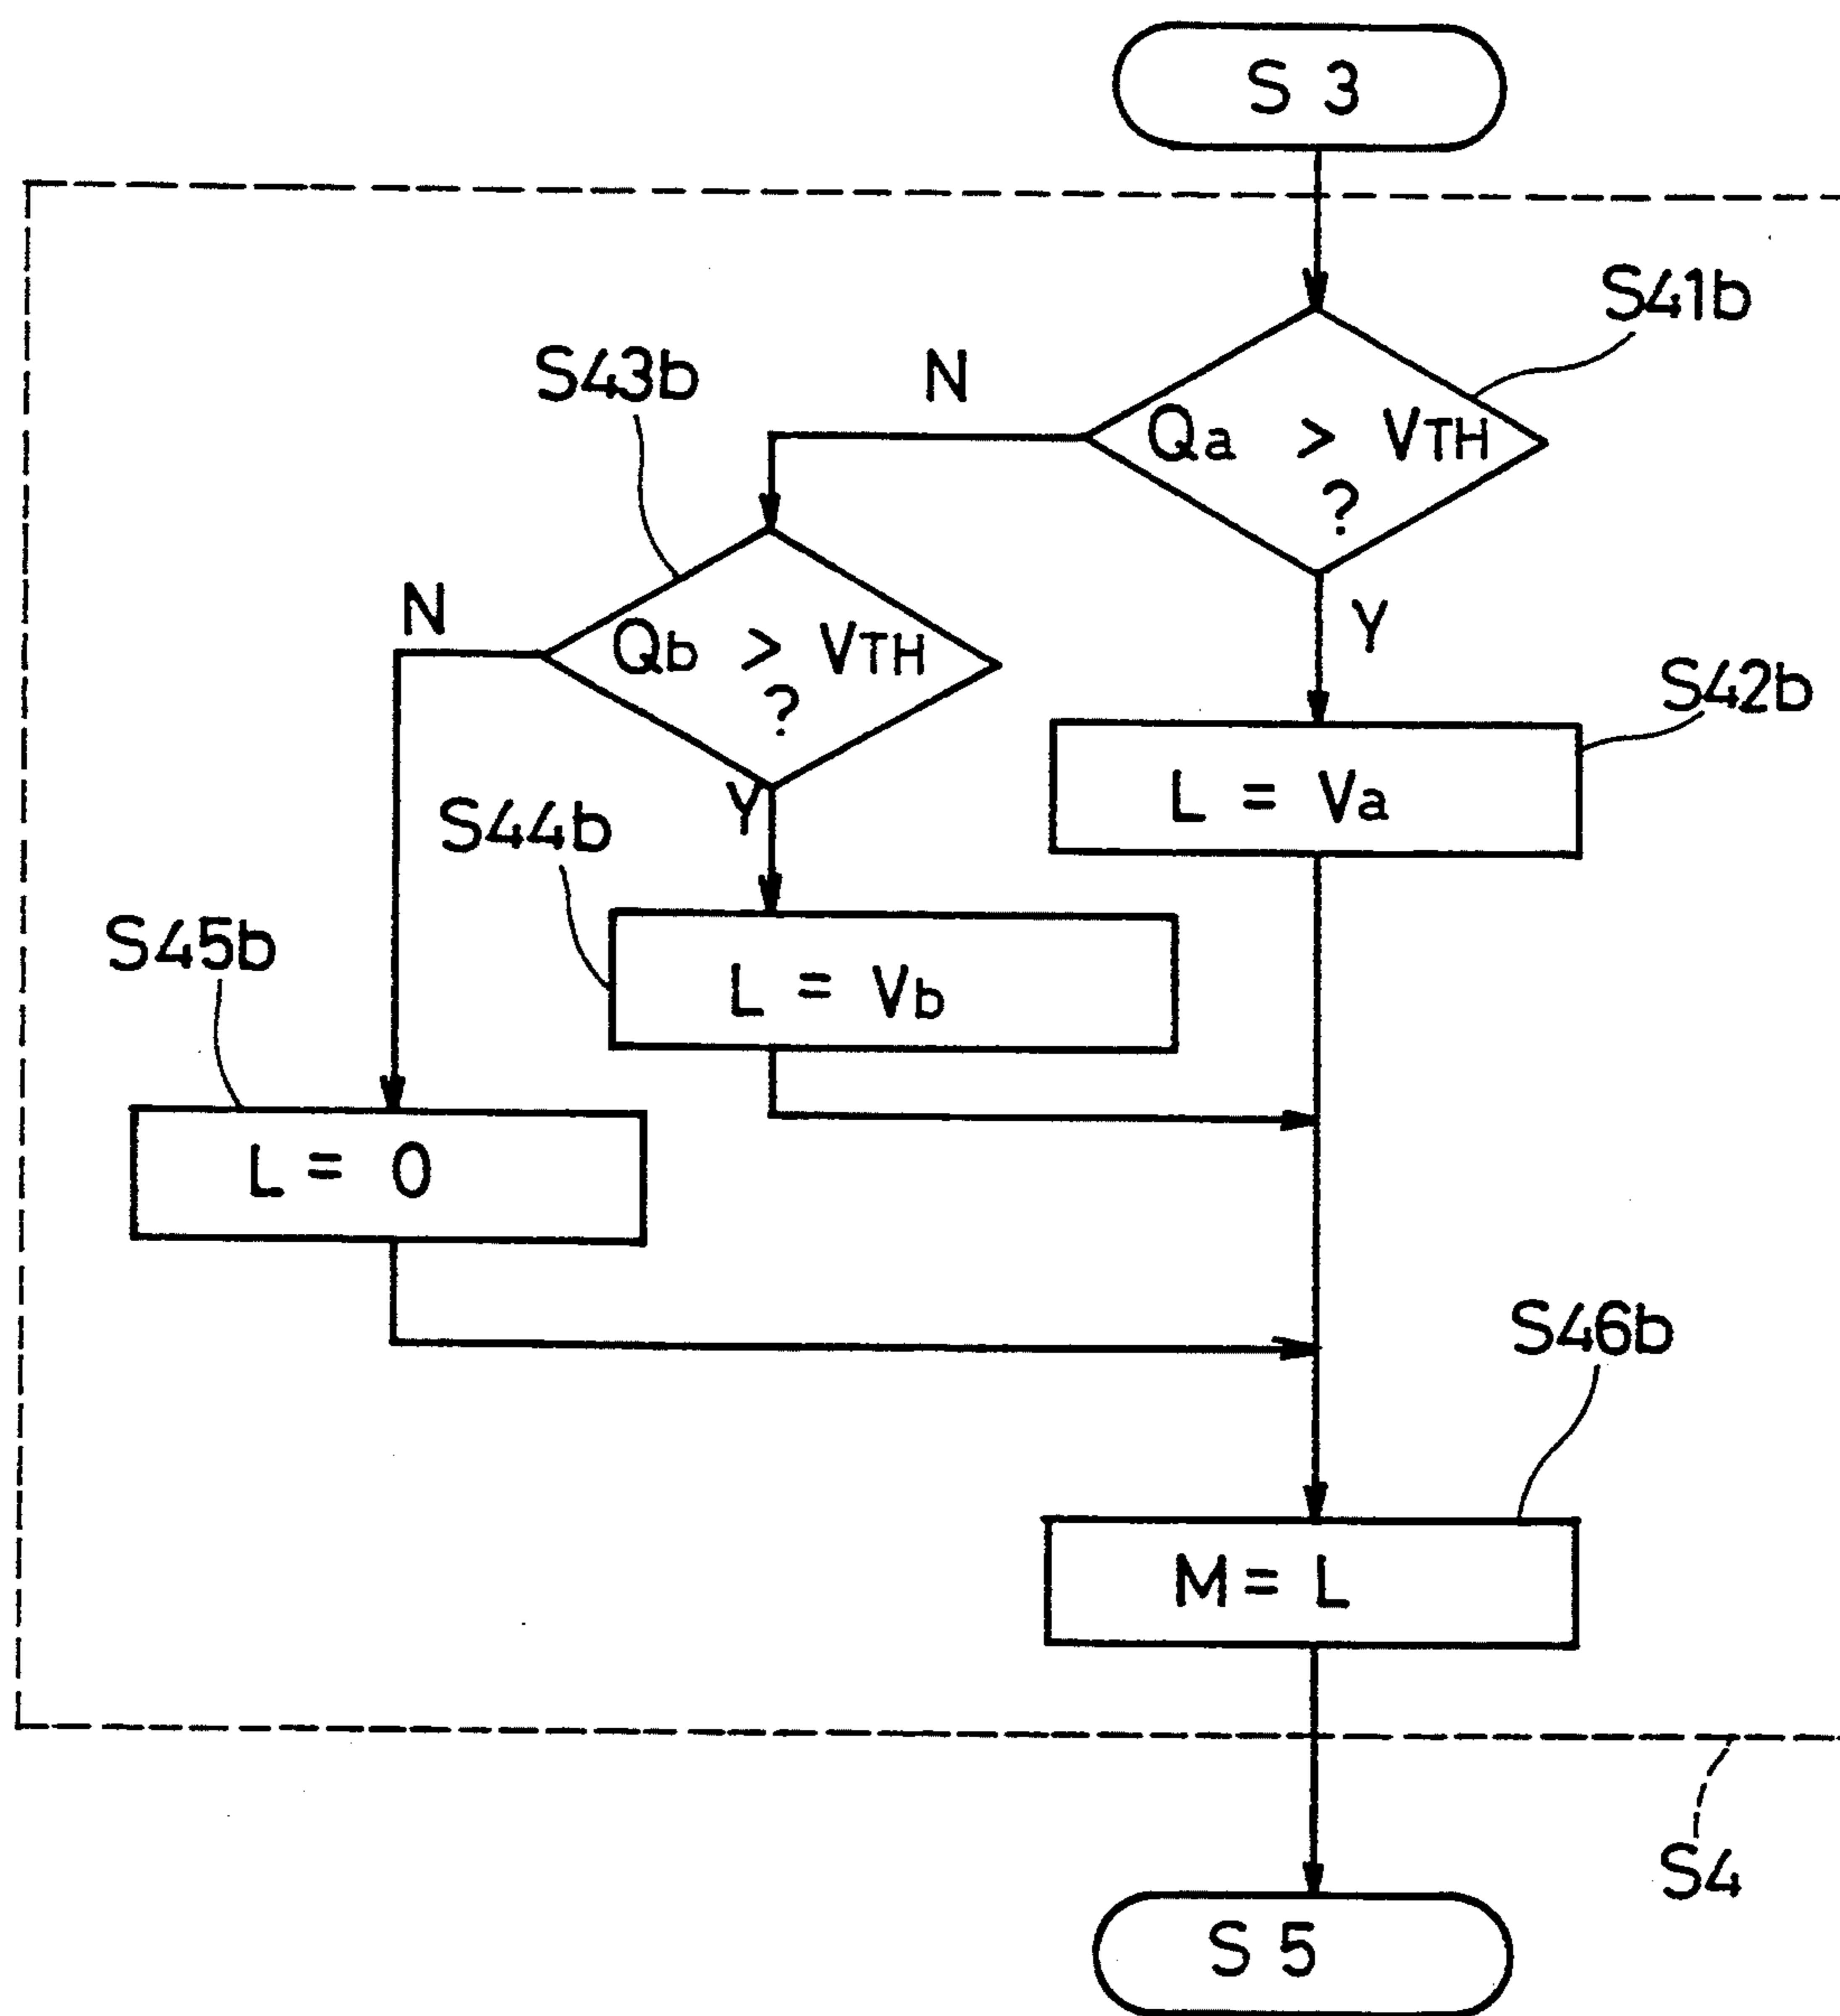 S 3
S41b
N
S43b
Qa > VTH
?
N
Y
Qb > VTH
?
S42b
L = Va
Y
S44b
S45b
L = Vb
L = 0
S46b
M = L
S4
S 5